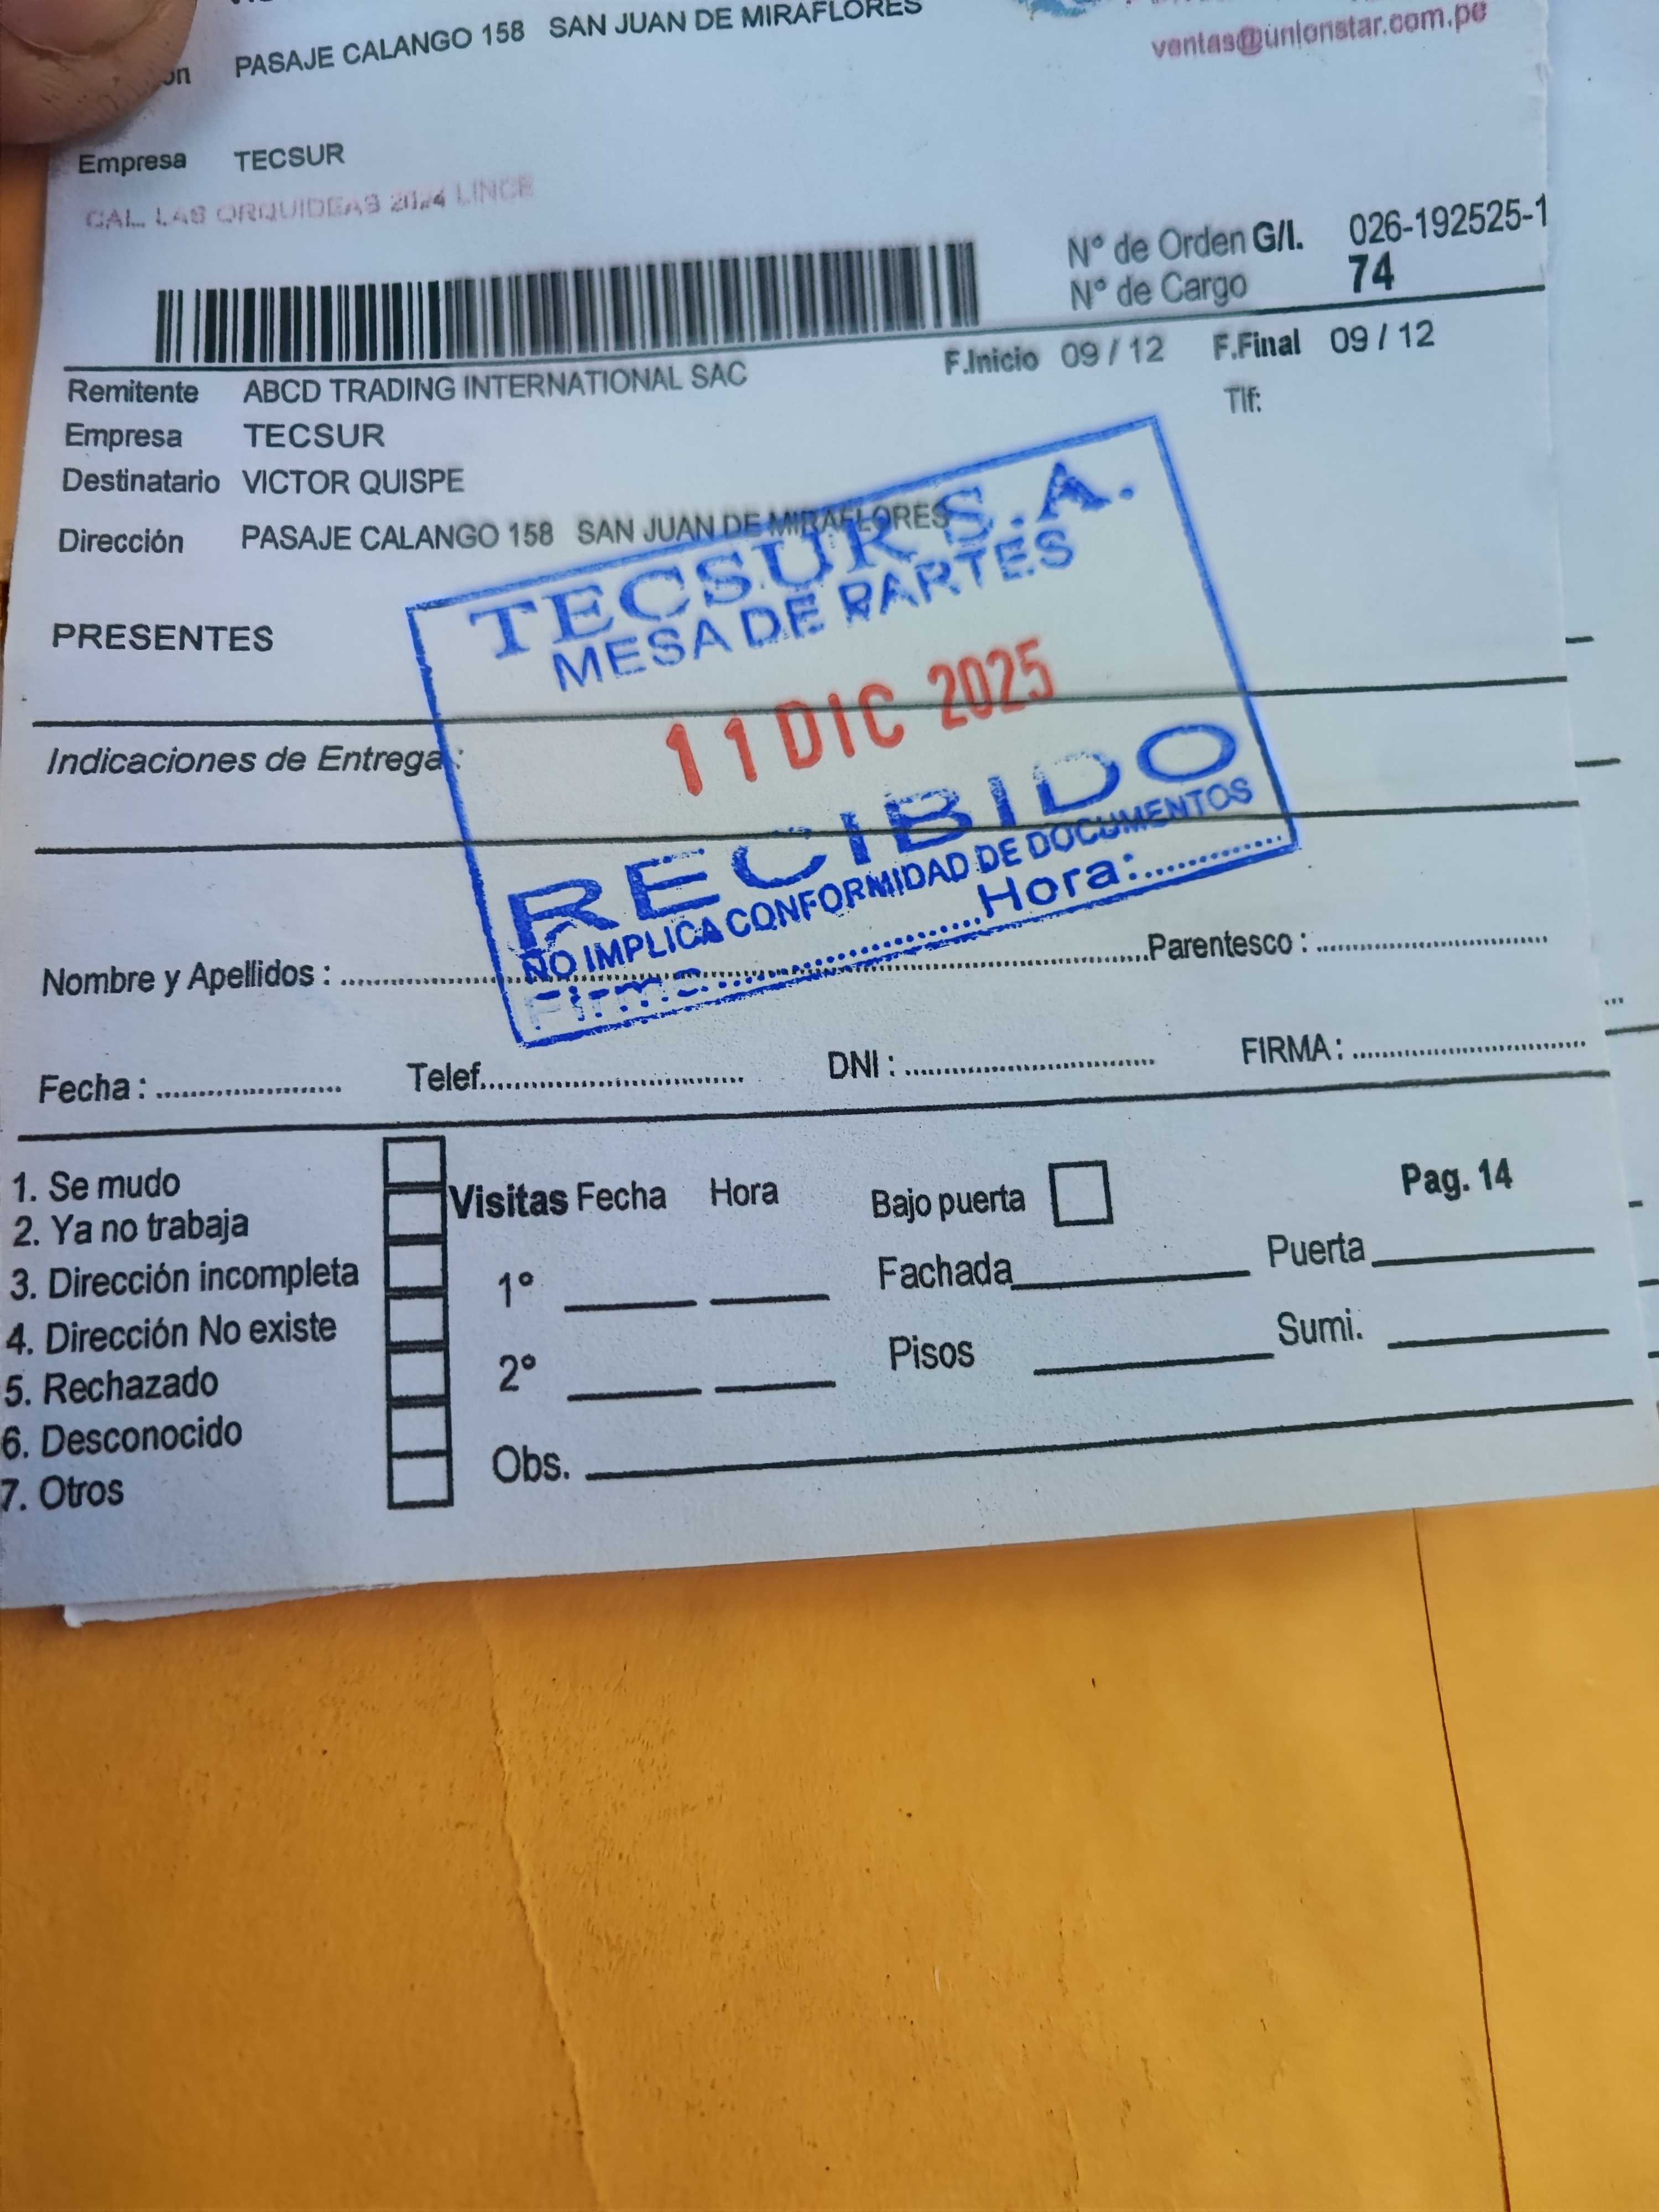 PASAJE CALANGO 158 SAN JUAN DE MIRAFLORES
ventas@unionstar.com.pe
Empresa TECSUR
CAL. LAS ORQUIDEAS LINCE
Nº de Orden G/I. 026-192525-1
Nº de Cargo 74
Remitente ABCD TRADING INTERNATIONAL SAC F.Inicio 09 / 12 F.Final 09 / 12
Tlf:
Empresa TECSUR
Destinatario VICTOR QUISPE
Dirección PASAJE CALANGO 158 SAN JUAN DE MIRAFLORES
PRESENTES
TECSUR S.A.
MESA DE PARTES
11 DIC 2025
RECIBIDO
NO IMPLICA CONFORMIDAD DE DOCUMENTOS
Firma Hora:
Indicaciones de Entrega :
Nombre y Apellidos : Parentesco :
Fecha : Telef. DNI : FIRMA :
1. Se mudo
2. Ya no trabaja
3. Dirección incompleta
4. Dirección No existe
5. Rechazado
6. Desconocido
7. Otros
Visitas Fecha Hora
1º
2º
Obs.
Bajo puerta
Pag. 14
Fachada Puerta
Pisos Sumi.